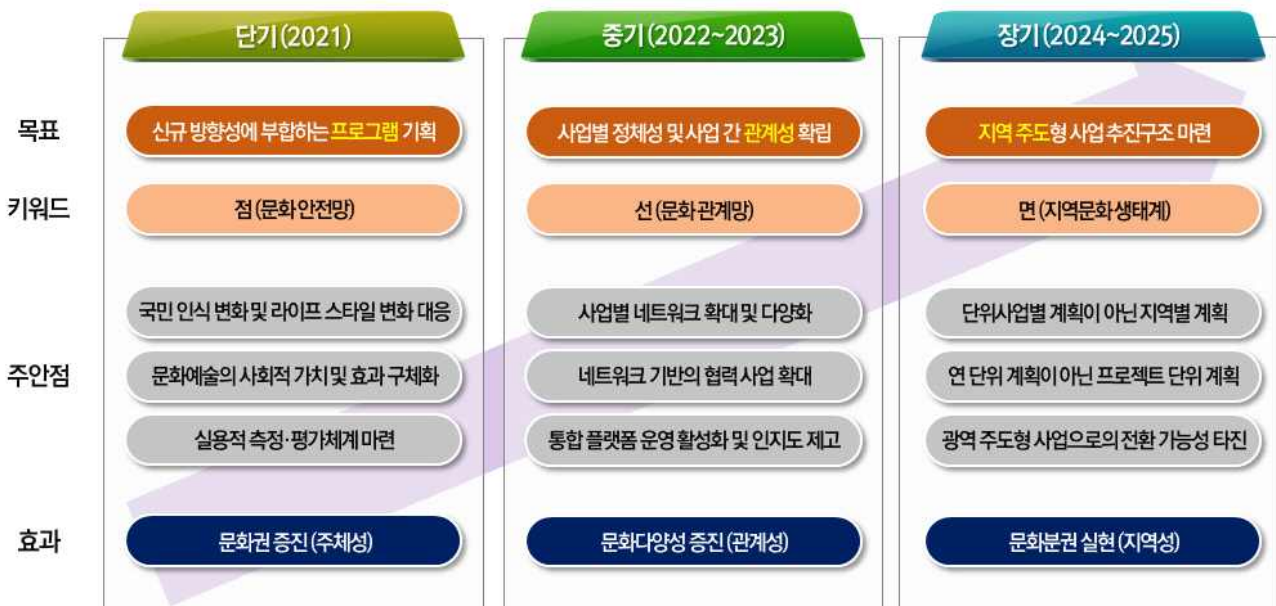 단기(2021) 중기(2022~2023) 장기(2024~2025)
목표 신규 방향성에 부합하는 프로그램 기획 사업별 정체성 및 사업 간 관계성 확립 지역 주도형 사업 추진구조 마련
키워드 점 (문화 안전망) 선 (문화 관계망) 면 (지역문화 생태계)
국민 인식 변화 및 라이프 스타일 변화 대응 사업별 네트워크 확대 및 다양화 단위사업별 계획이 아닌 지역별 계획
주안점 문화예술의 사회적 가치 및 효과 구체화 네트워크 기반의 협력 사업 확대 연 단위 계획이 아닌 프로젝트 단위 계획
실용적 측정·평가체계 마련 통합 플랫폼 운영 활성화 및 인지도 제고 광역 주도형 사업으로의 전환 가능성 타진
효과 문화권 증진 (주체성) 문화다양성 증진 (관계성) 문화분권 실현 (지역성)